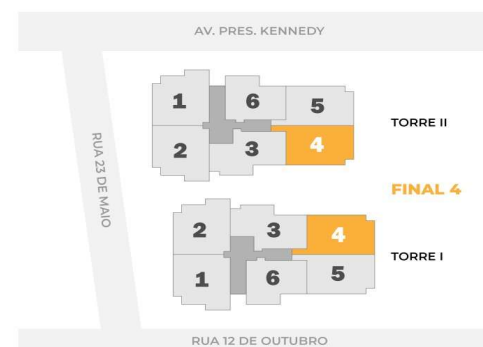 AV. PRES. KENNEDY
1
6
5
2
3
4
TORRE II
RUA 23 DE MAIO
FINAL 4
2
3
4
1
6
5
TORRE I
RUA 12 DE OUTUBRO